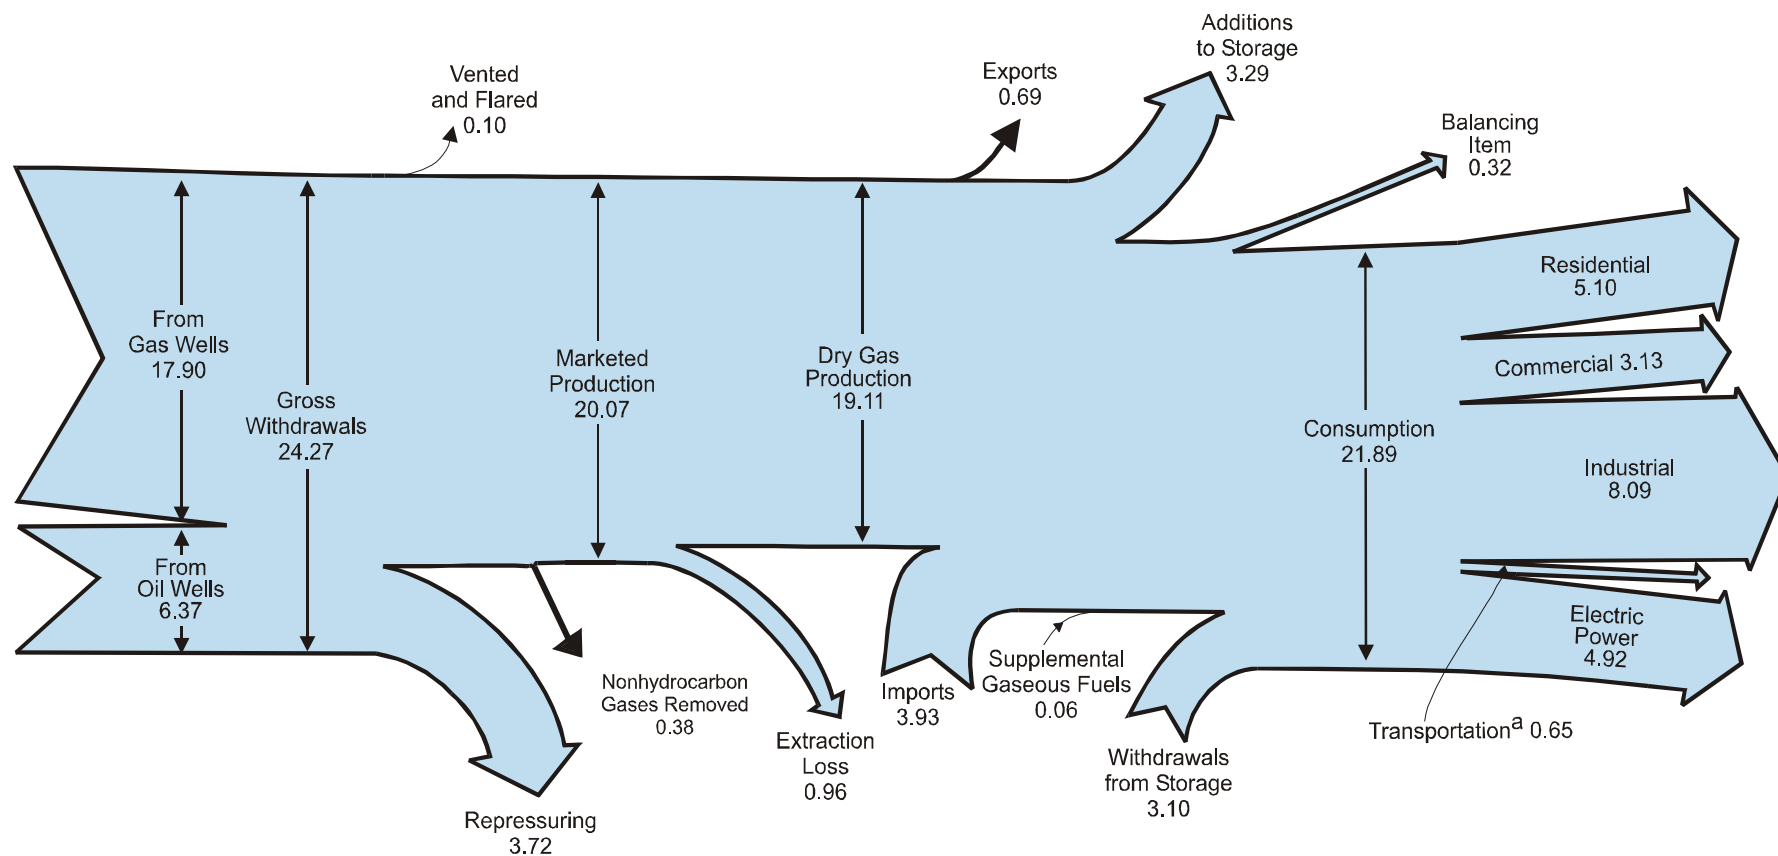 Vented
and Flared
0.10
Exports
0.69
Additions
to Storage
3.29
Balancing
Item
0.32
From
Gas Wells
17.90
Gross
Withdrawals
24.27
Marketed
Production
20.07
Dry Gas
Production
19.11
Consumption
21.89
Residential
5.10
Commercial 3.13
Industrial
8.09
From
Oil Wells
6.37
Electric
Power
4.92
Nonhydrocarbon
Gases Removed
0.38
Imports
3.93
Supplemental
Gaseous Fuels
0.06
Transportationᵃ 0.65
Extraction
Loss
0.96
Withdrawals
from Storage
3.10
Repressuring
3.72